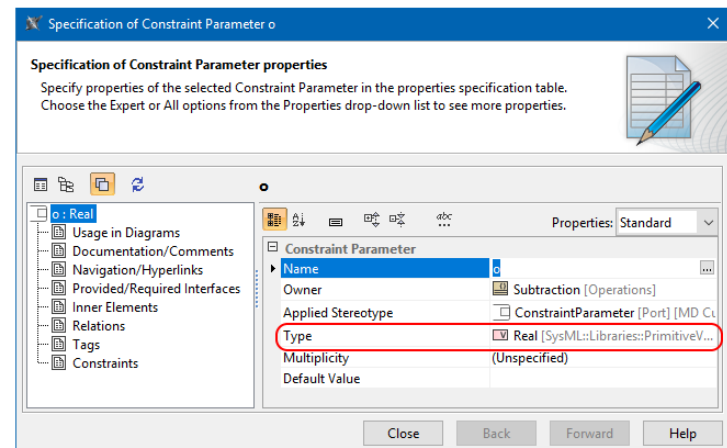 Specification of Constraint Parameter o
Specification of Constraint Parameter properties
Specify properties of the selected Constraint Parameter in the properties specification table.
Choose the Expert or All options from the Properties drop-down list to see more properties.
o
o : Real
Usage in Diagrams
Documentation/Comments
Navigation/Hyperlinks
Provided/Required Interfaces
Inner Elements
Relations
Tags
Constraints
abc Properties: Standard
Constraint Parameter
Name o ...
Owner Subtraction [Operations]
Applied Stereotype ConstraintParameter [Port] [MD Cu
Type Real [SysML::Libraries::PrimitiveV...
Multiplicity (Unspecified)
Default Value
Close Back Forward Help